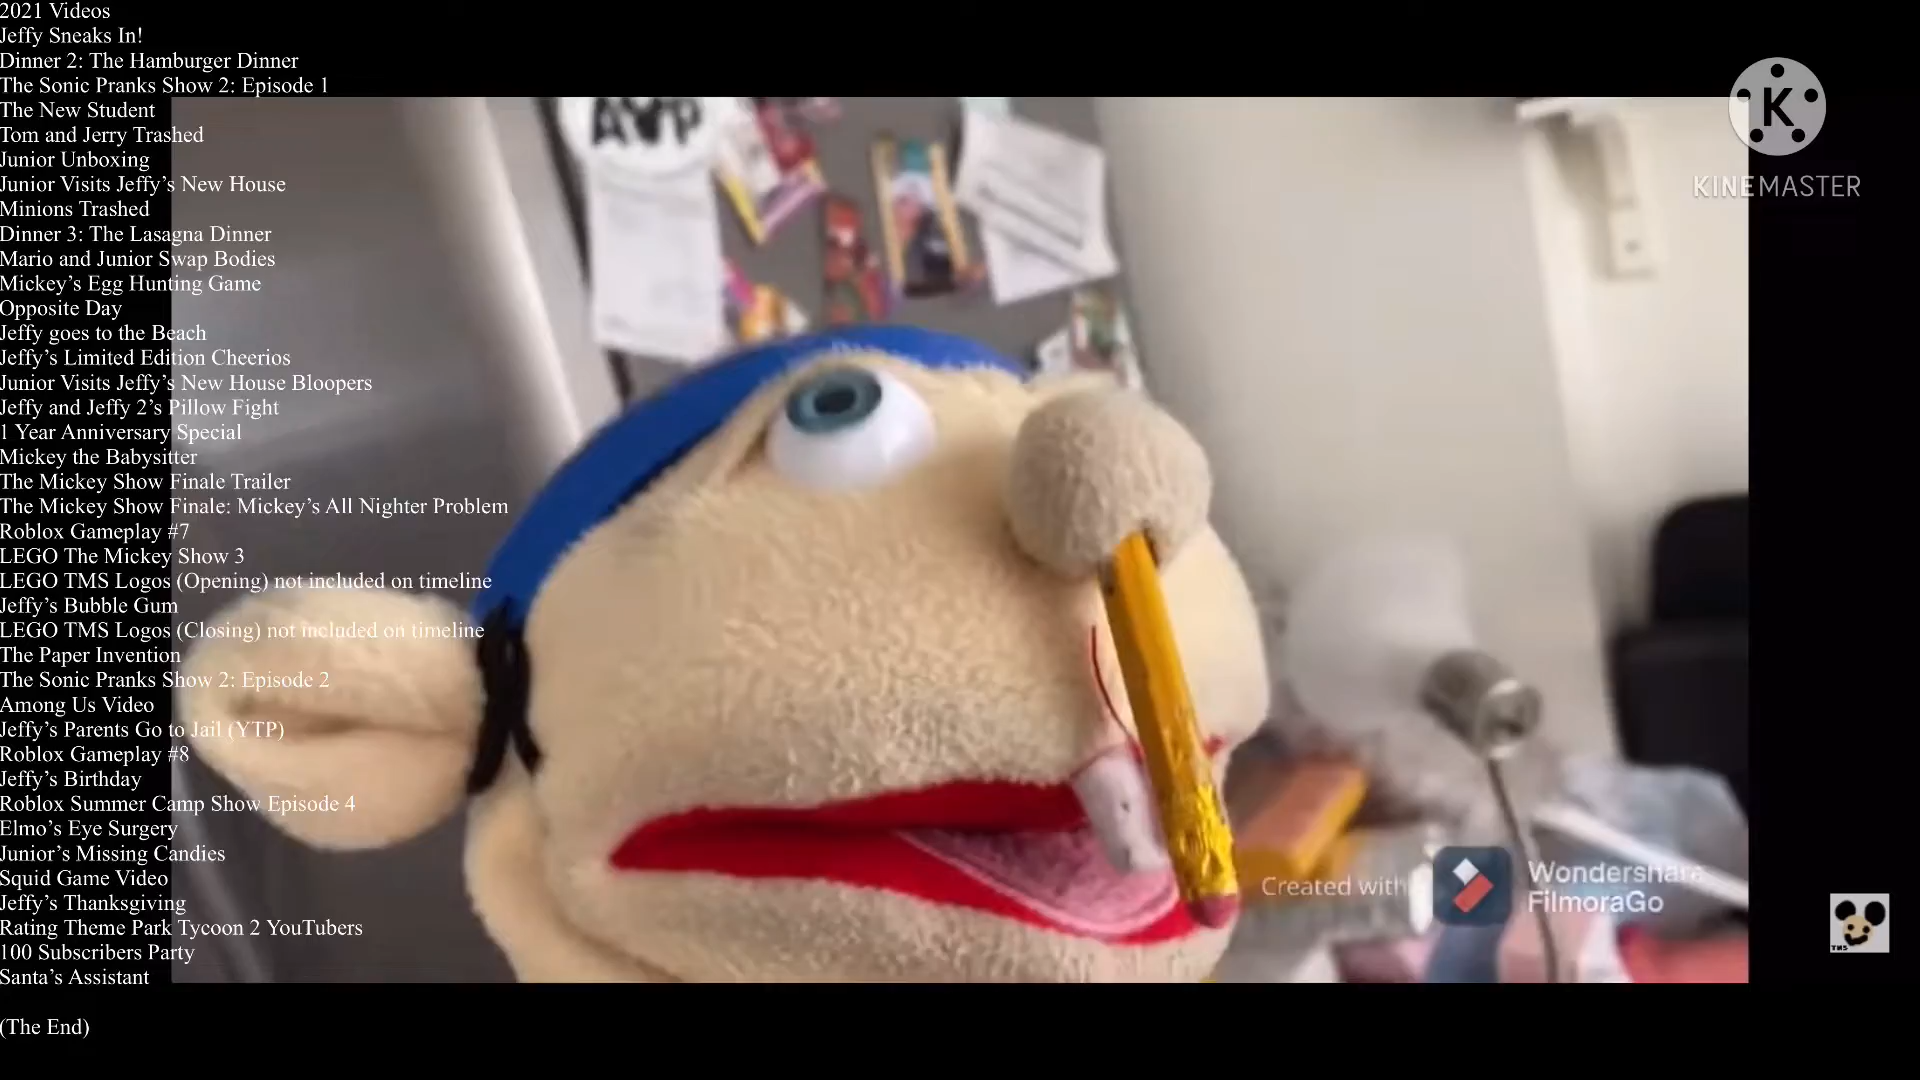 2021 Videos
Jeffy Sneaks In!
Dinner 2: The Hamburger Dinner
The Sonic Pranks Show 2: Episode 1
The New Student
Tom and Jerry Trashed
Junior Unboxing
Junior Visits Jeffy’s New House
Minions Trashed
Dinner 3: The Lasagna Dinner
Mario and Junior Swap Bodies
Mickey’s Egg Hunting Game
Opposite Day
Jeffy goes to the Beach
Jeffy’s Limited Edition Cheerios
Junior Visits Jeffy’s New House Bloopers
Jeffy and Jeffy 2’s Pillow Fight
1 Year Anniversary Special
Mickey the Babysitter
The Mickey Show Finale Trailer
The Mickey Show Finale: Mickey’s All Nighter Problem
Roblox Gameplay #7
LEGO The Mickey Show 3
LEGO TMS Logos (Opening) not included on timeline
Jeffy’s Bubble Gum
LEGO TMS Logos (Closing) not included on timeline
The Paper Invention
The Sonic Pranks Show 2: Episode 2
Among Us Video
Jeffy’s Parents Go to Jail (YTP)
Roblox Gameplay #8
Jeffy’s Birthday
Roblox Summer Camp Show Episode 4
Elmo’s Eye Surgery
Junior’s Missing Candies
Squid Game Video
Jeffy’s Thanksgiving
Rating Theme Park Tycoon 2 YouTubers
100 Subscribers Party
Santa’s Assistant
(The End)
K
KINEMASTER
Created with
Wondershare
FilmoraGo
TMS